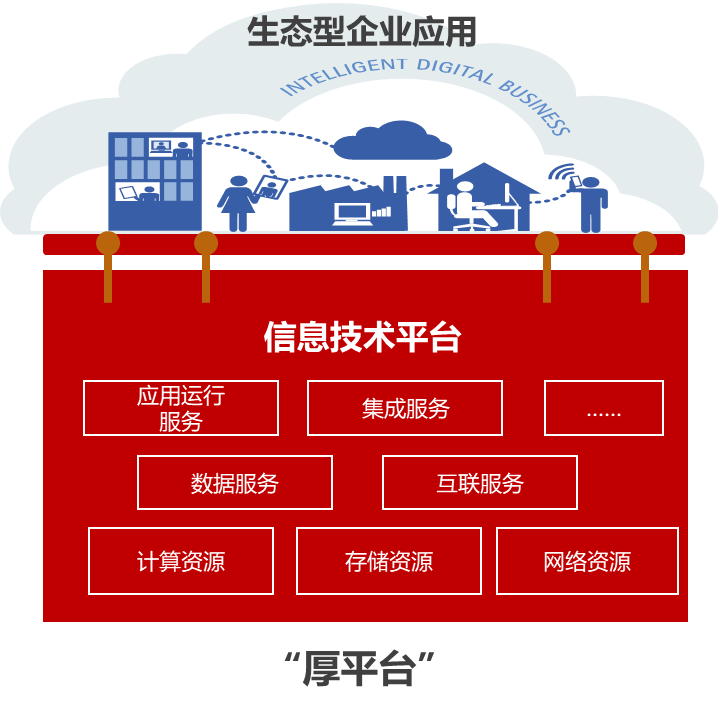 生态型企业应用
INTELLIGENT DIGITAL BUSINESS
信息技术平台
应用运行
服务
集成服务
......
数据服务
互联服务
计算资源
存储资源
网络资源
“厚平台”